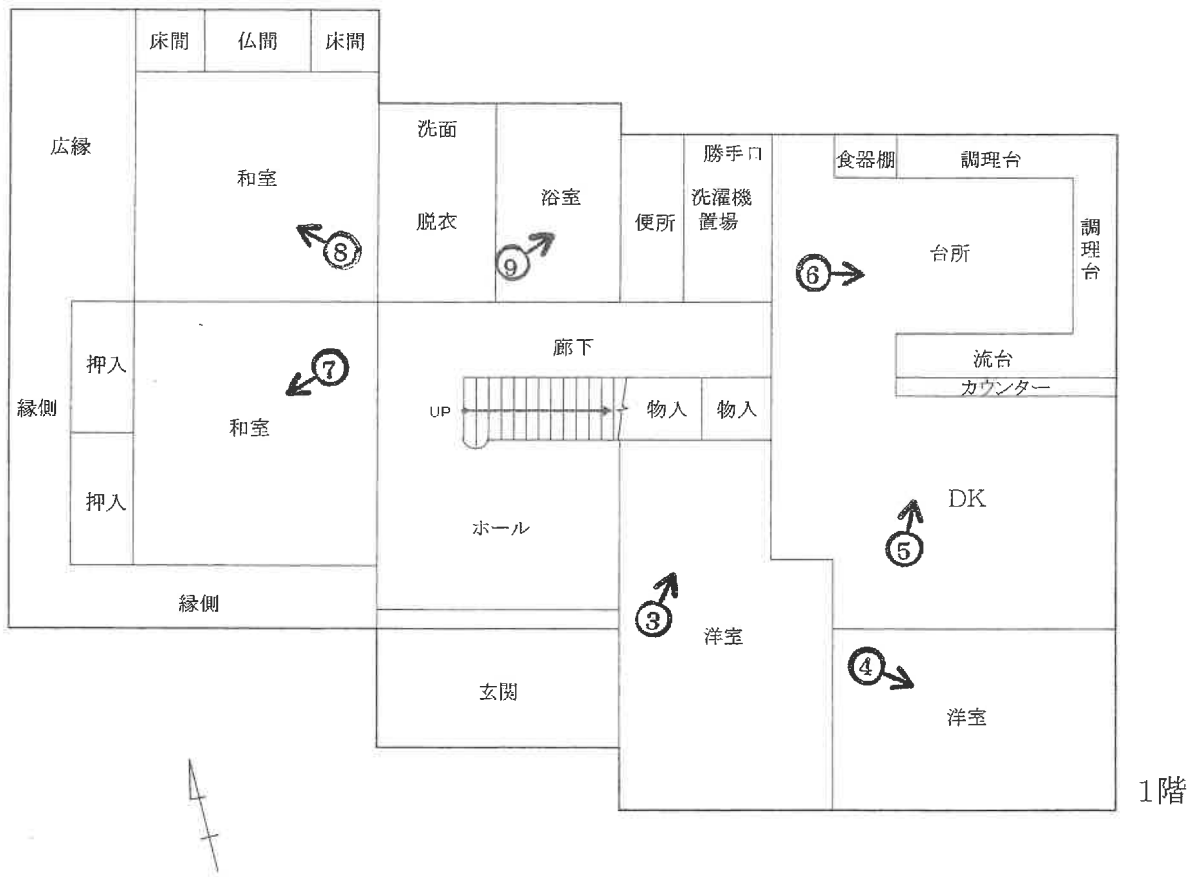 床間 仏間 床間
広縁
和室
⑧
洗面
脱衣
浴室
⑨
便所
勝手口
洗濯機
置場
食器棚
調理台
調理台
台所
⑥
流台
カウンター
廊下
押入
縁側
押入
和室
⑦
UP
物入
物入
ホール
DK
⑤
縁側
③
洋室
④
洋室
玄関
1階